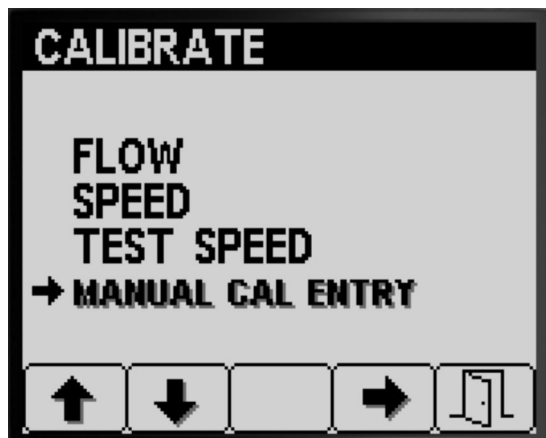 CALIBRATE
FLOW
SPEED
TEST SPEED
MANUAL CAL ENTRY